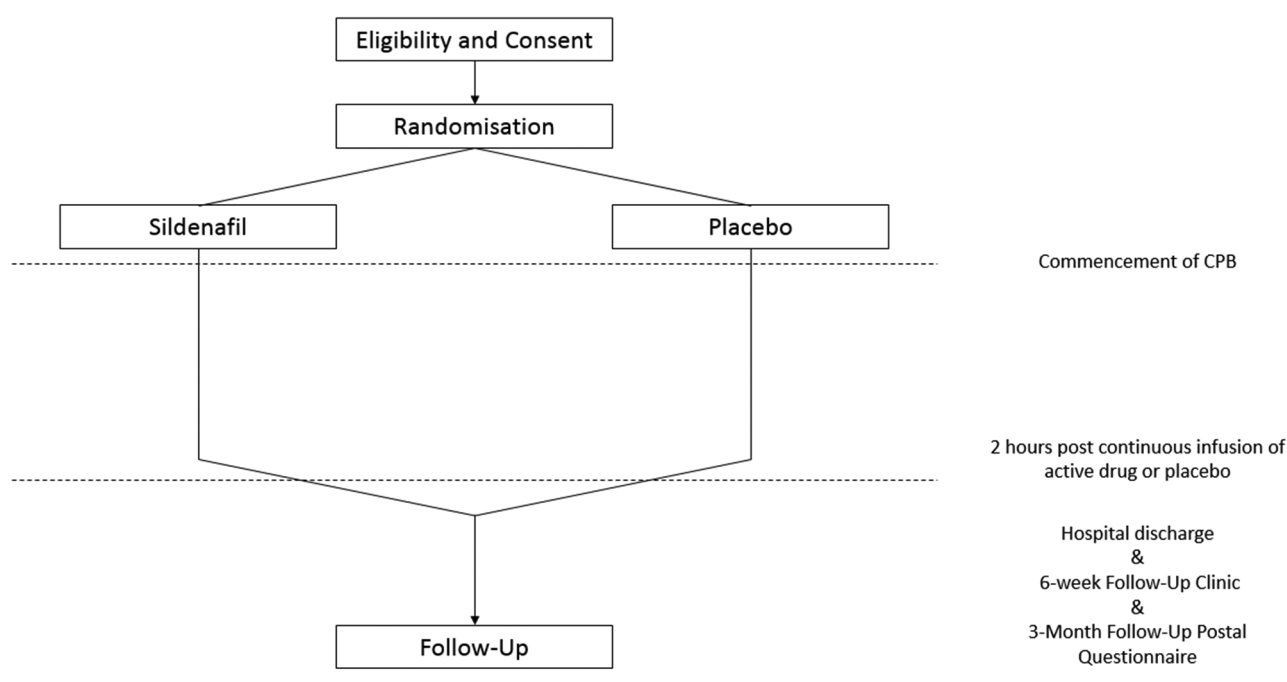 Eligibility and Consent
Randomisation
Sildenafil
Placebo
Commencement of CPB
2 hours post continuous infusion of
active drug or placebo
Hospital discharge
&
6-week Follow-Up Clinic
&
3-Month Follow-Up Postal
Questionnaire
Follow-Up